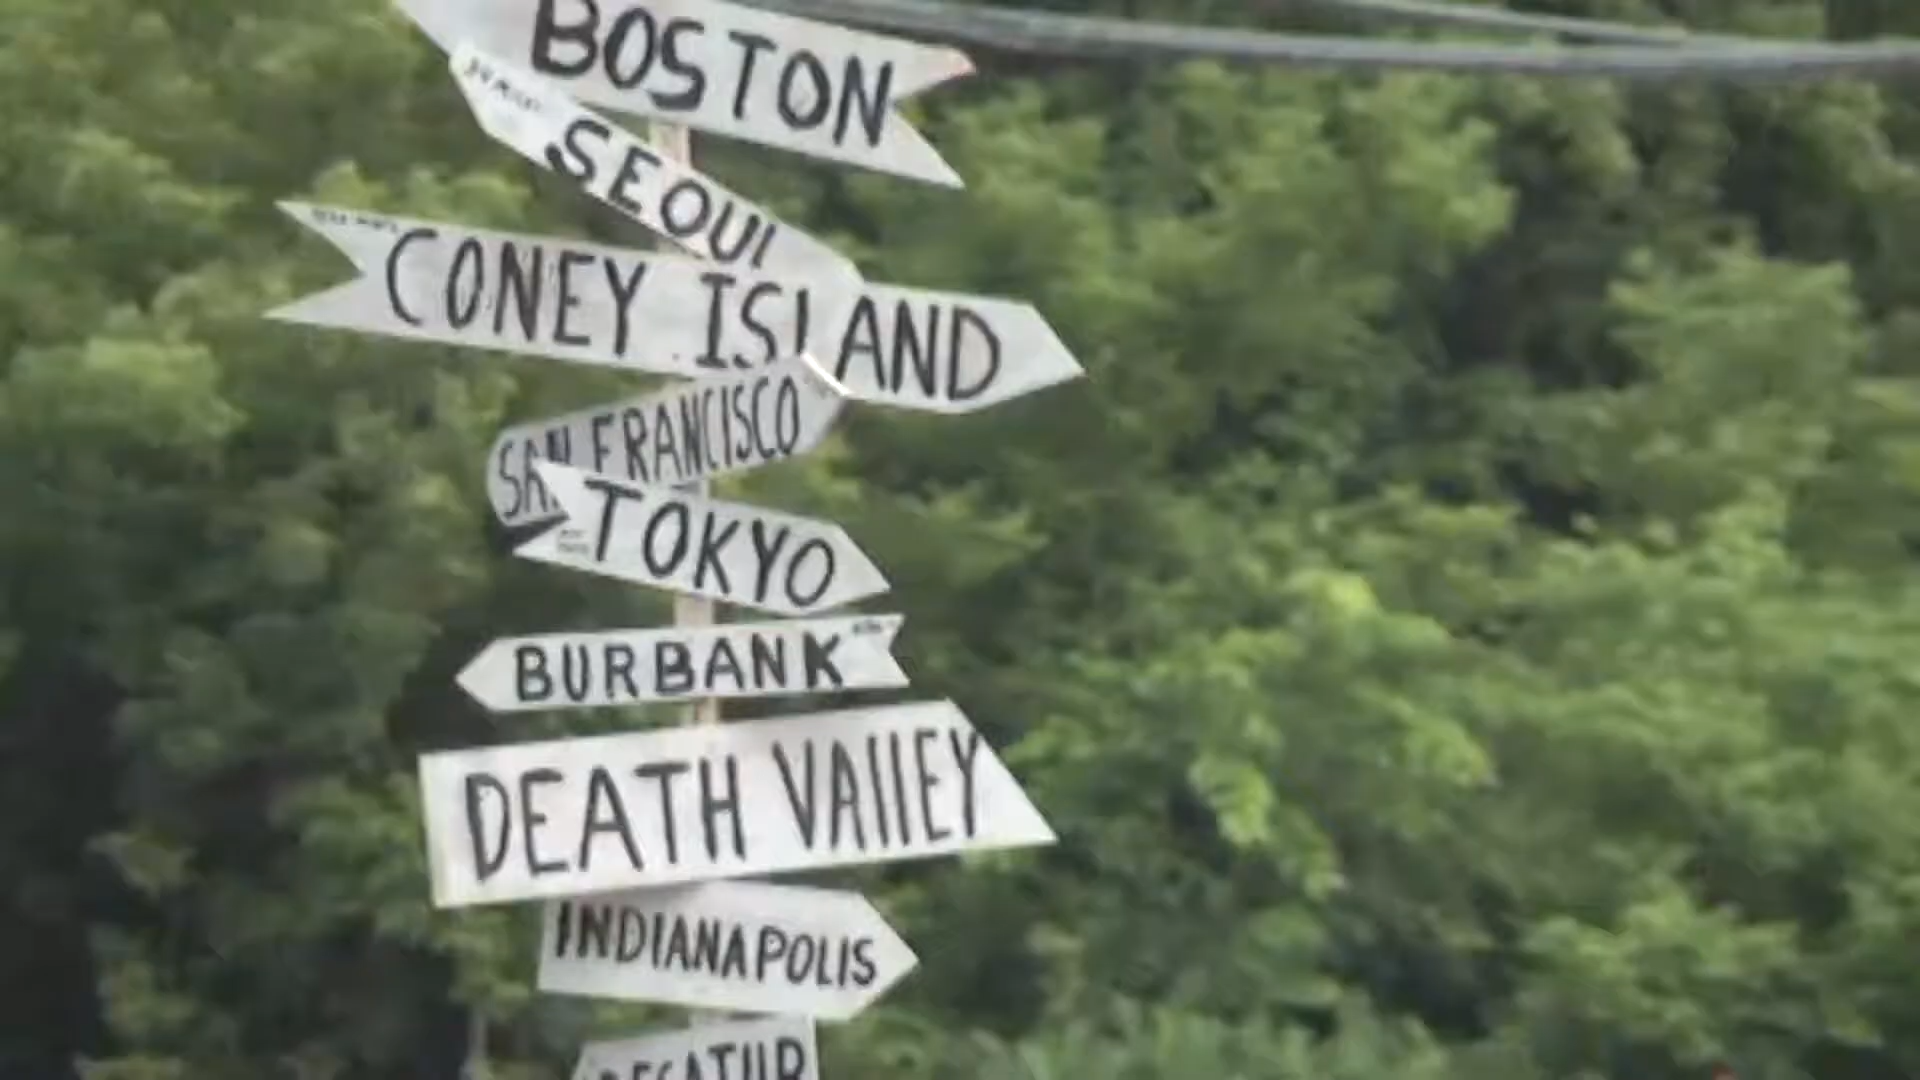 BOSTON
SEOUl
CONEY ISLAND
SAN FRANCISCO
TOKYO
BURBANK
DEATH VAllEY
INDIANAPOLIS